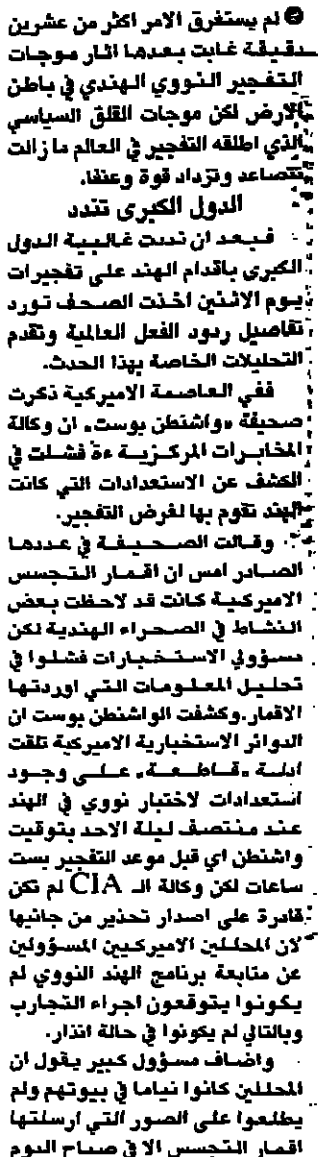 لم يستغرق الامر اكثر من عشرين
دقيقة غابت بعدها اثار موجات
التفجير النووي الهندي في باطن
الارض لكن موجات القلق السياسي
الذي اطلقه التفجير في العالم ما زالت
تتصاعد وتزداد قوة وعنفا.
الدول الكبرى تندد
فبعد ان نددت غالبية الدول
الكبرى باقدام الهند على تفجيرات
يوم الاثنين اخذت الصحف تورد
تفاصيل ردود الفعل العالمية وتقدم
التحليلات الخاصة بهذا الحدث.
ففي العاصمة الاميركية ذكرت
صحيفة «واشنطن بوست» ان وكالة
المخابرات المركزية ءة فشلت في
الكشف عن الاستعدادات التي كانت
الهند تقوم بها لغرض التفجير.
وقالت الصحيفة في عددها
الصادر امس ان اقمار التجسس
الاميركية كانت قد لاحظت بعض
النشاط في الصحراء الهندية لكن
مسؤولي الاستخبارات فشلوا في
تحليل المعلومات التي اوردتها
الاقمار.وكشفت الواشنطن بوست ان
الدوائر الاستخبارية الاميركية تلقت
ادلة «قاطعة» على وجود
استعدادات لاختبار نووي في الهند
عند منتصف ليلة الاحد بتوقيت
واشنطن اي قبل موعد التفجير بست
ساعات لكن وكالة الـ CIA لم تكن
قادرة على اصدار تحذير من جانبها
لان المحللين الاميركيين المسؤولين
عن متابعة برنامج الهند النووي لم
يكونوا يتوقعون اجراء التجارب
وبالتالي لم يكونوا في حالة انذار.
واضاف مسؤول كبير يقول ان
المحللين كانوا نياما في بيوتهم ولم
يطلعوا على الصور التي ارسلتها
اقمار التجسس الا في صباح اليوم